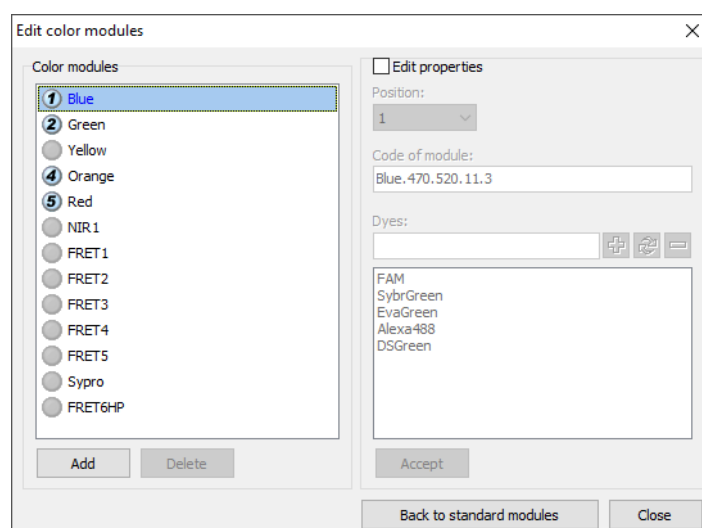 Edit color modules
Color modules
1 Blue
2 Green
Yellow
4 Orange
5 Red
NIR1
FRET1
FRET2
FRET3
FRET4
FRET5
Sypro
FRET6HP
Add
Delete
Edit properties
Position:
1
Code of module:
Blue.470.520.11.3
Dyes:
FAM
SybrGreen
EvaGreen
Alexa488
DSGreen
Accept
Back to standard modules
Close